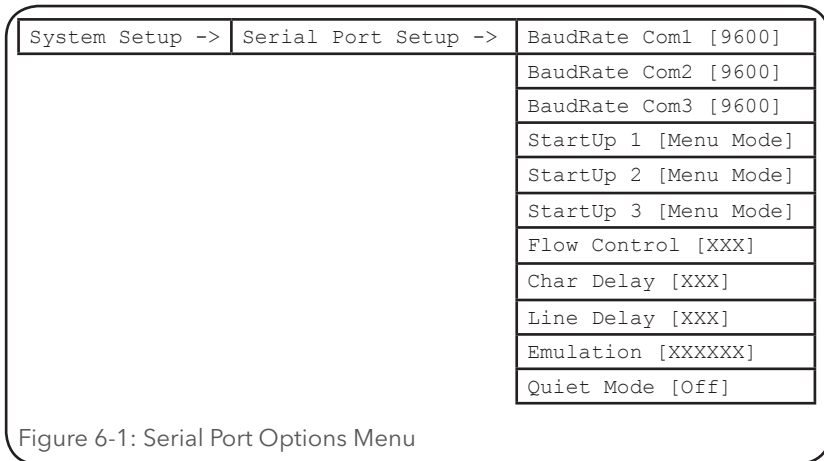 System Setup -> Serial Port Setup -> BaudRate Com1 [9600]
BaudRate Com2 [9600]
BaudRate Com3 [9600]
StartUp 1 [Menu Mode]
StartUp 2 [Menu Mode]
StartUp 3 [Menu Mode]
Flow Control [XXX]
Char Delay [XXX]
Line Delay [XXX]
Emulation [XXXXXX]
Quiet Mode [Off]
Figure 6-1: Serial Port Options Menu